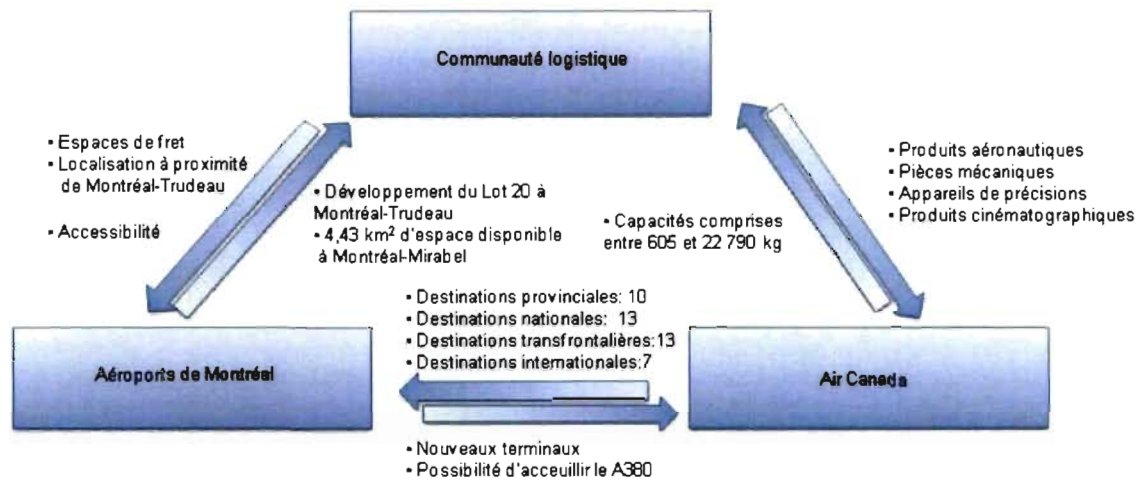 Communauté logistique
• Espaces de fret
• Localisation à proximité
de Montréal-Trudeau
• Accessibilité
• Développement du Lot 20 à
Montréal-Trudeau
• 4,43 km² d'espace disponible
à Montréal-Mirabel
• Capacités comprises
entre 605 et 22 790 kg
• Produits aéronautiques
• Pièces mécaniques
• Appareils de précisions
• Produits cinématographiques
• Destinations provinciales: 10
• Destinations nationales: 13
• Destinations transfrontalières:13
• Destinations internationales:7
Aéroports de Montréal
Air Canada
• Nouveaux terminaux
• Possibilité d'acceuillir le A380